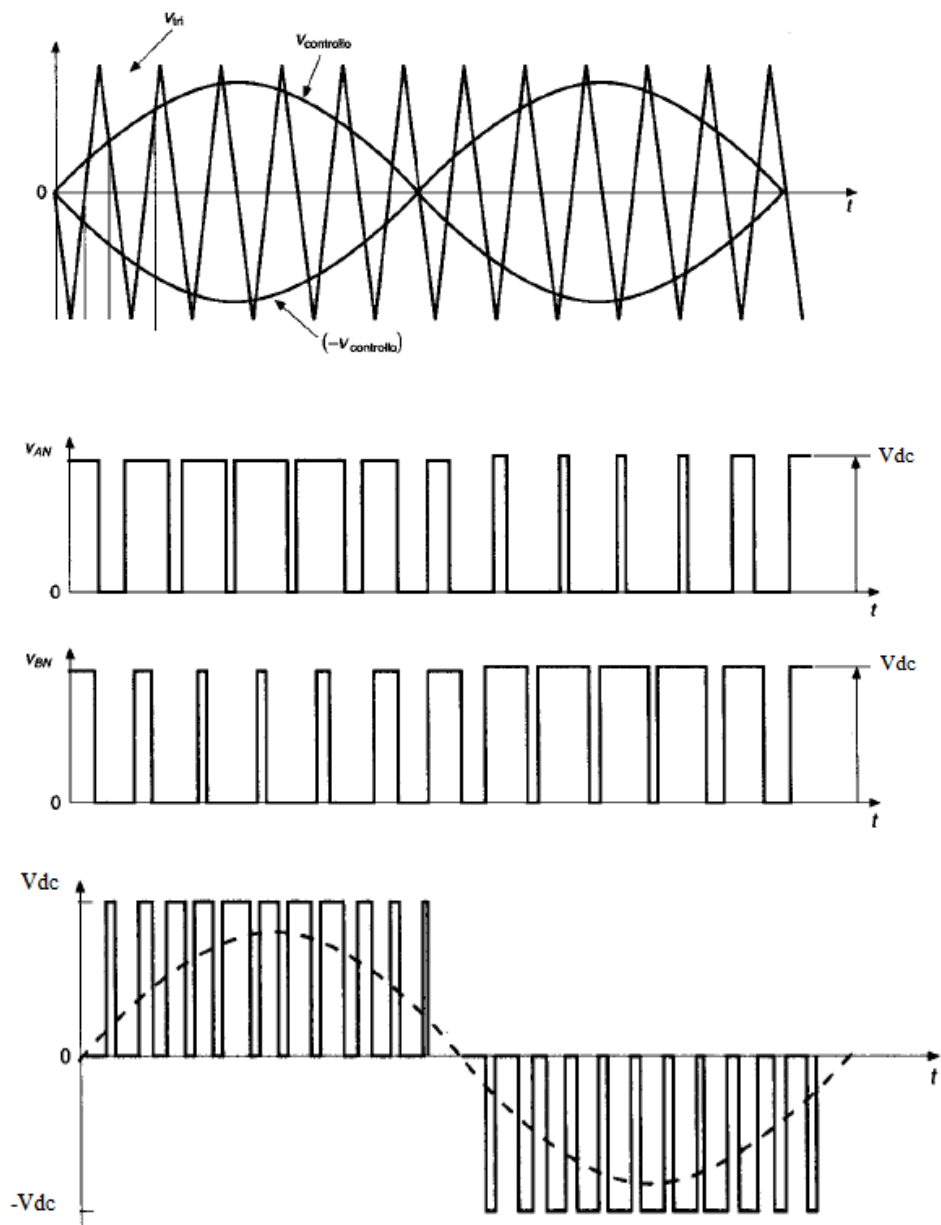 v_tri
v_controllo
0
t
(-v_controllo)
v_AN
Vdc
0
t
v_BN
Vdc
0
t
Vdc
0
t
-Vdc